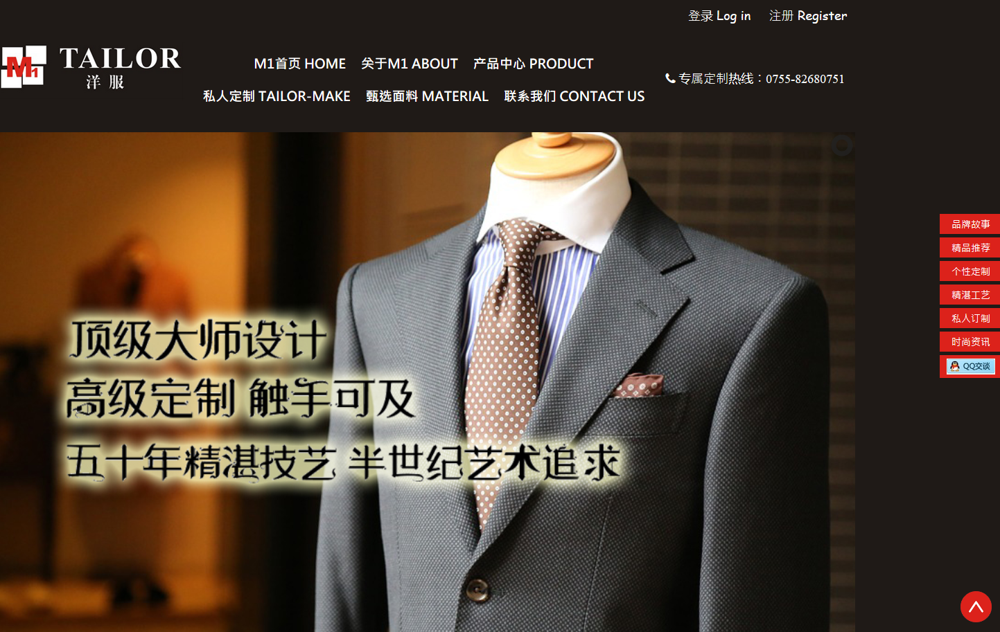 登录 Log in 注册 Register
M1 TAILOR
洋服
M1首页 HOME 关于M1 ABOUT 产品中心 PRODUCT
私人定制 TAILOR-MAKE 甄选面料 MATERIAL 联系我们 CONTACT US
专属定制热线：0755-82680751
顶级大师设计
高级定制 触手可及
五十年精湛技艺 半世纪艺术追求
品牌故事
精品推荐
个性定制
精湛工艺
私人订制
时尚资讯
QQ交谈